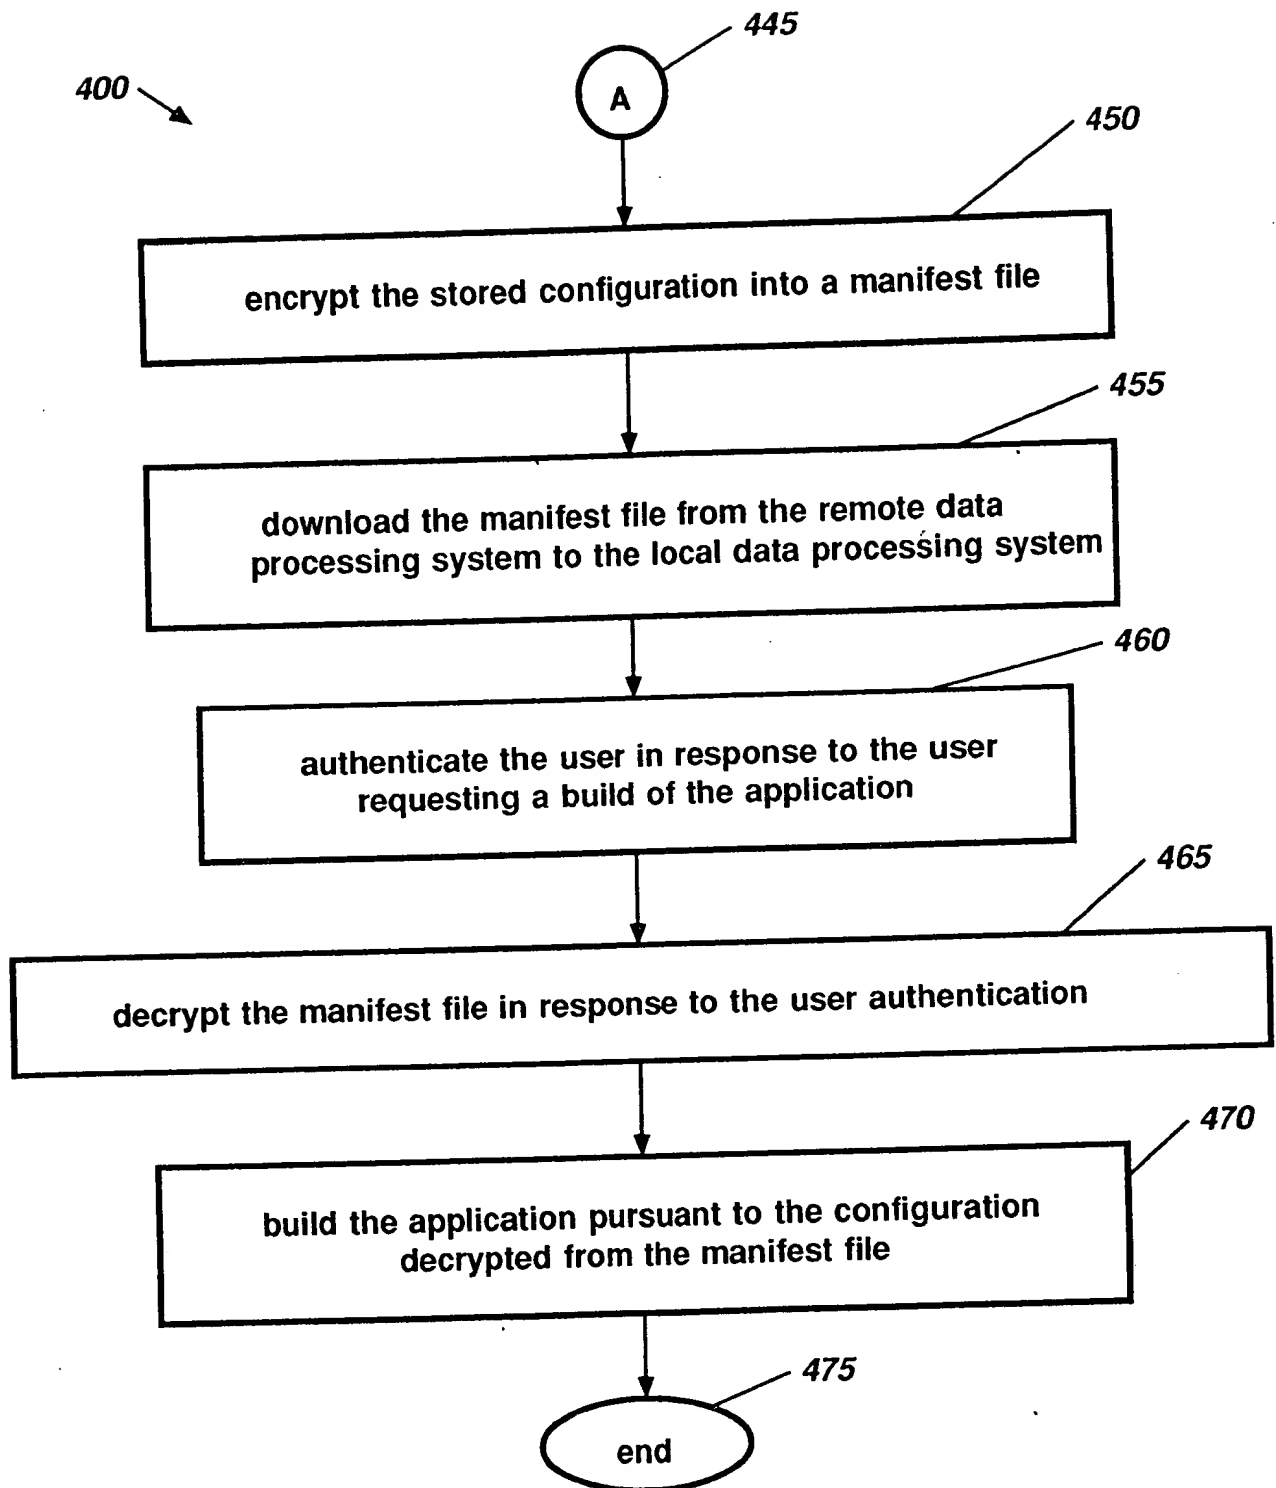 445
400
A
450
encrypt the stored configuration into a manifest file
455
download the manifest file from the remote data
processing system to the local data processing system
460
authenticate the user in response to the user
requesting a build of the application
465
decrypt the manifest file in response to the user authentication
470
build the application pursuant to the configuration
decrypted from the manifest file
475
end